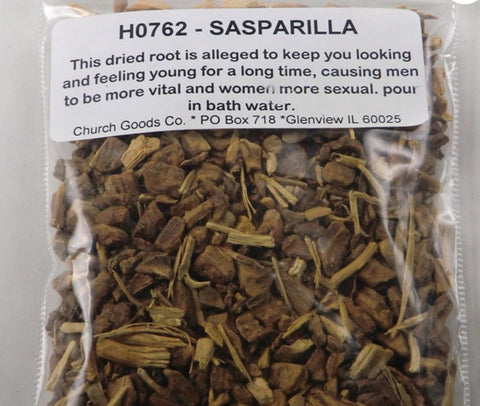 H0762 - SASPARILLA
This dried root is alleged to keep you looking
and feeling young for a long time, causing men
to be more vital and women more sexual. pour
in bath water.
Church Goods Co. * PO Box 718 *Glenview IL 60025